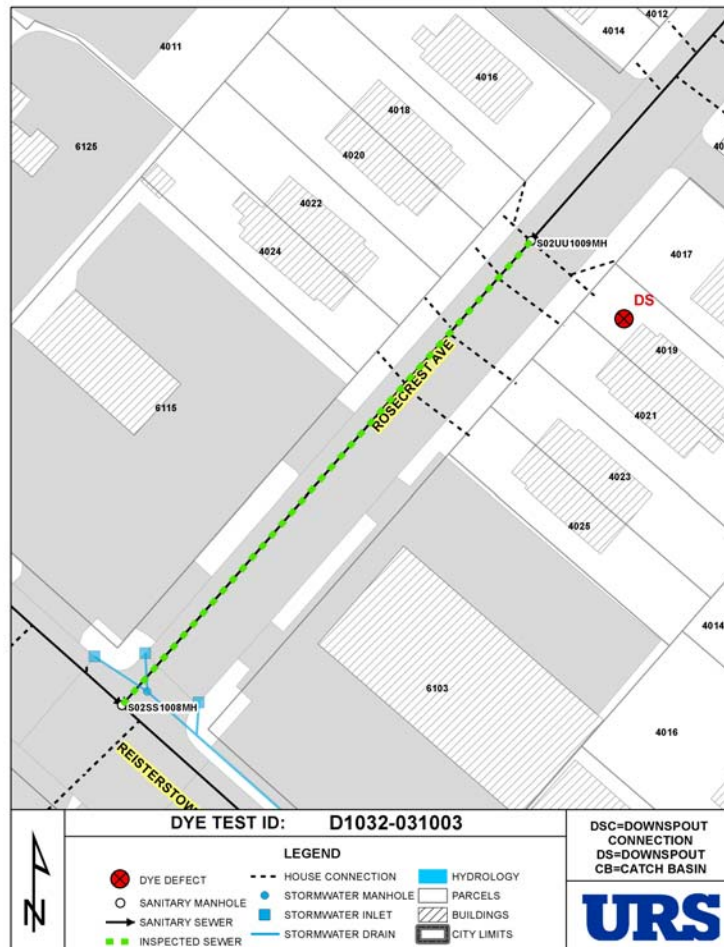 4012
4014
4011
4016
4018
6125
4020
4022
S02UU1009MH
4017
4024
DS
4019
ROSECREST AVE
4021
6115
4023
4025
4014
6103
S02SS1008MH
4016
REISTERSTOW
DYE TEST ID: D1032-031003
LEGEND
DYE DEFECT
SANITARY MANHOLE
SANITARY SEWER
INSPECTED SEWER
HOUSE CONNECTION
STORMWATER MANHOLE
STORMWATER INLET
STORMWATER DRAIN
HYDROLOGY
PARCELS
BUILDINGS
CITY LIMITS
DSC=DOWNSPOUT
CONNECTION
DS=DOWNSPOUT
CB=CATCH BASIN
N
URS